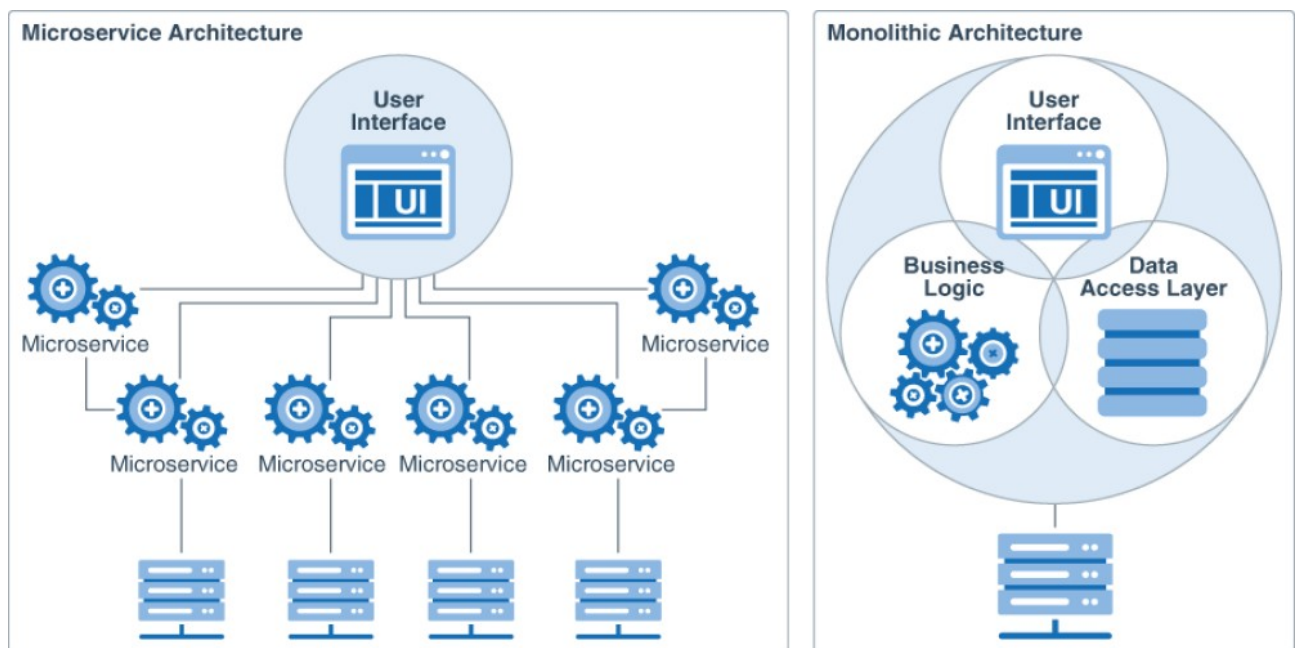 Microservice Architecture
User
Interface
UI
Microservice
Microservice
Microservice
Microservice
Microservice
Microservice
Monolithic Architecture
User
Interface
UI
Business
Logic
Data
Access Layer